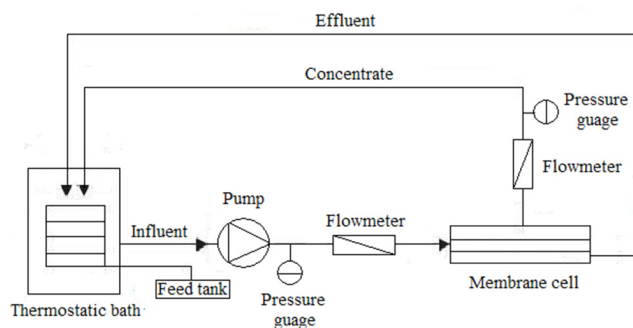 Effluent
Concentrate
Pressure
guage
Flowmeter
Pump
Flowmeter
Influent
Feed tank
Pressure
guage
Membrane cell
Thermostatic bath